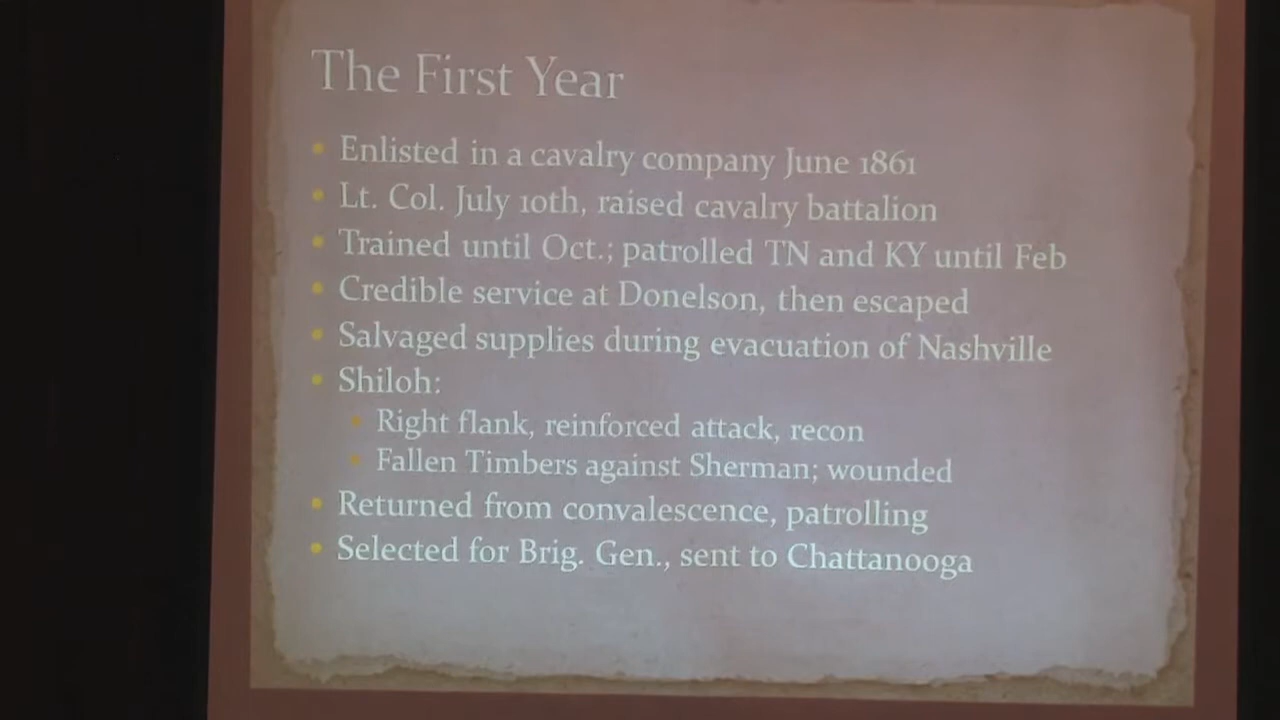 The First Year
• Enlisted in a cavalry company June 1861
• Lt. Col. July 10th, raised cavalry battalion
• Trained until Oct.; patrolled TN and KY until Feb
• Credible service at Donelson, then escaped
• Salvaged supplies during evacuation of Nashville
• Shiloh:
• Right flank, reinforced attack, recon
• Fallen Timbers against Sherman; wounded
• Returned from convalescence, patrolling
• Selected for Brig. Gen., sent to Chattanooga